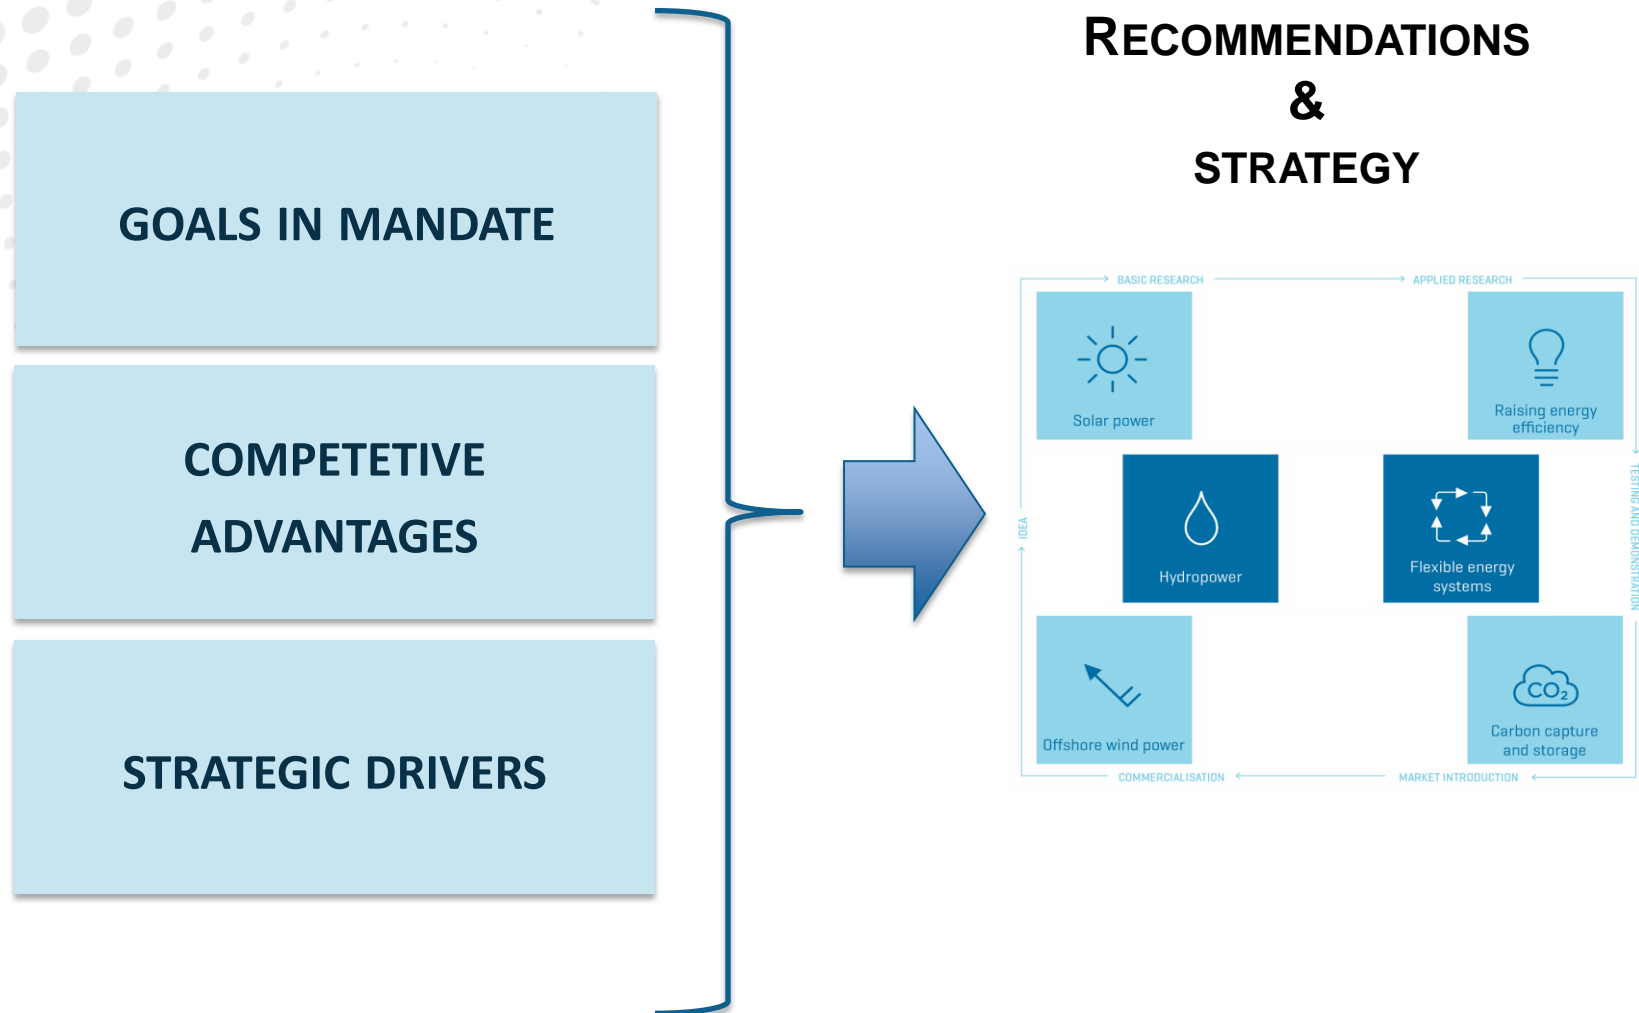 GOALS IN MANDATE
COMPETETIVE
ADVANTAGES
STRATEGIC DRIVERS
RECOMMENDATIONS
&
STRATEGY
BASIC RESEARCH
APPLIED RESEARCH
Solar power
Raising energy
efficiency
IDEA
Hydropower
Flexible energy
systems
TESTING AND DEMONSTRATION
Offshore wind power
CO₂
Carbon capture
and storage
COMMERCIALISATION
MARKET INTRODUCTION